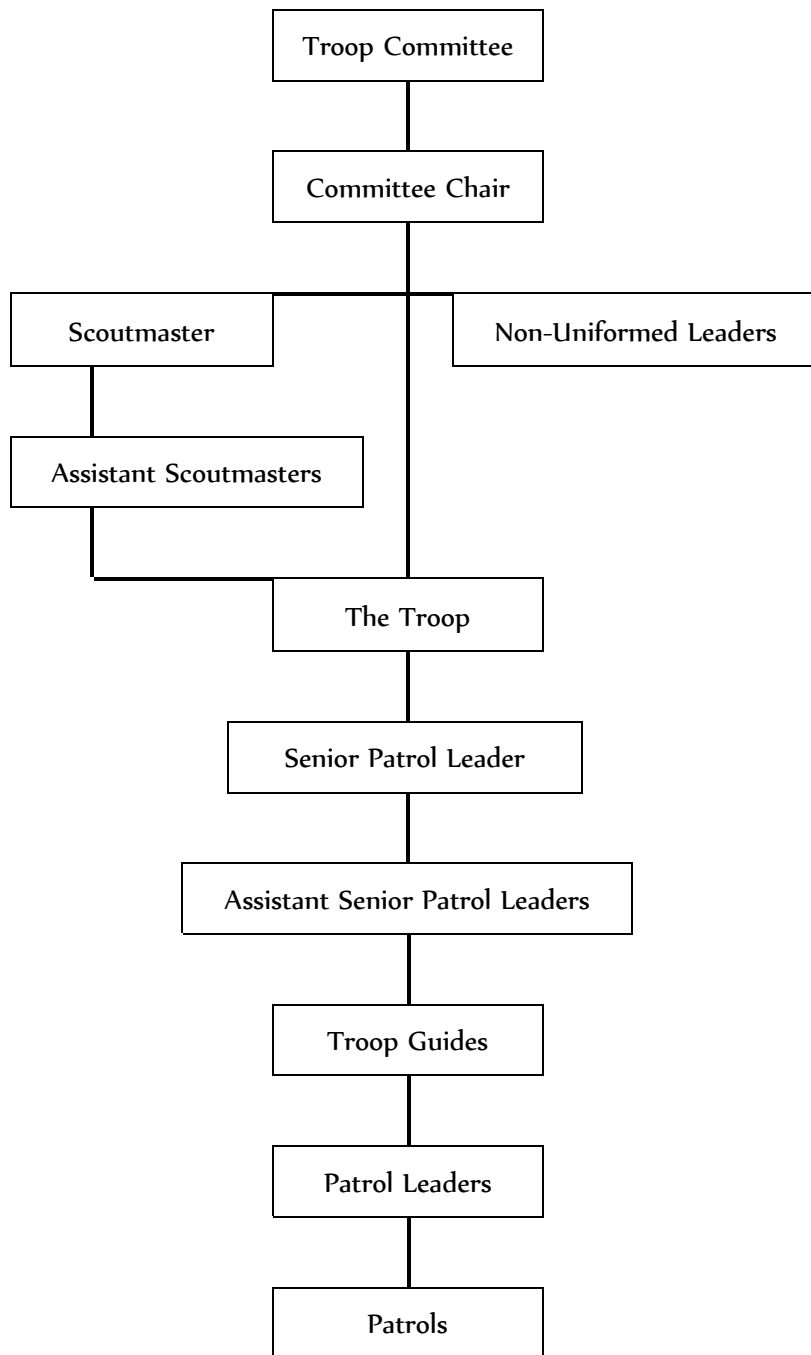 Troop Committee
Committee Chair
Scoutmaster
Non-Uniformed Leaders
Assistant Scoutmasters
The Troop
Senior Patrol Leader
Assistant Senior Patrol Leaders
Troop Guides
Patrol Leaders
Patrols